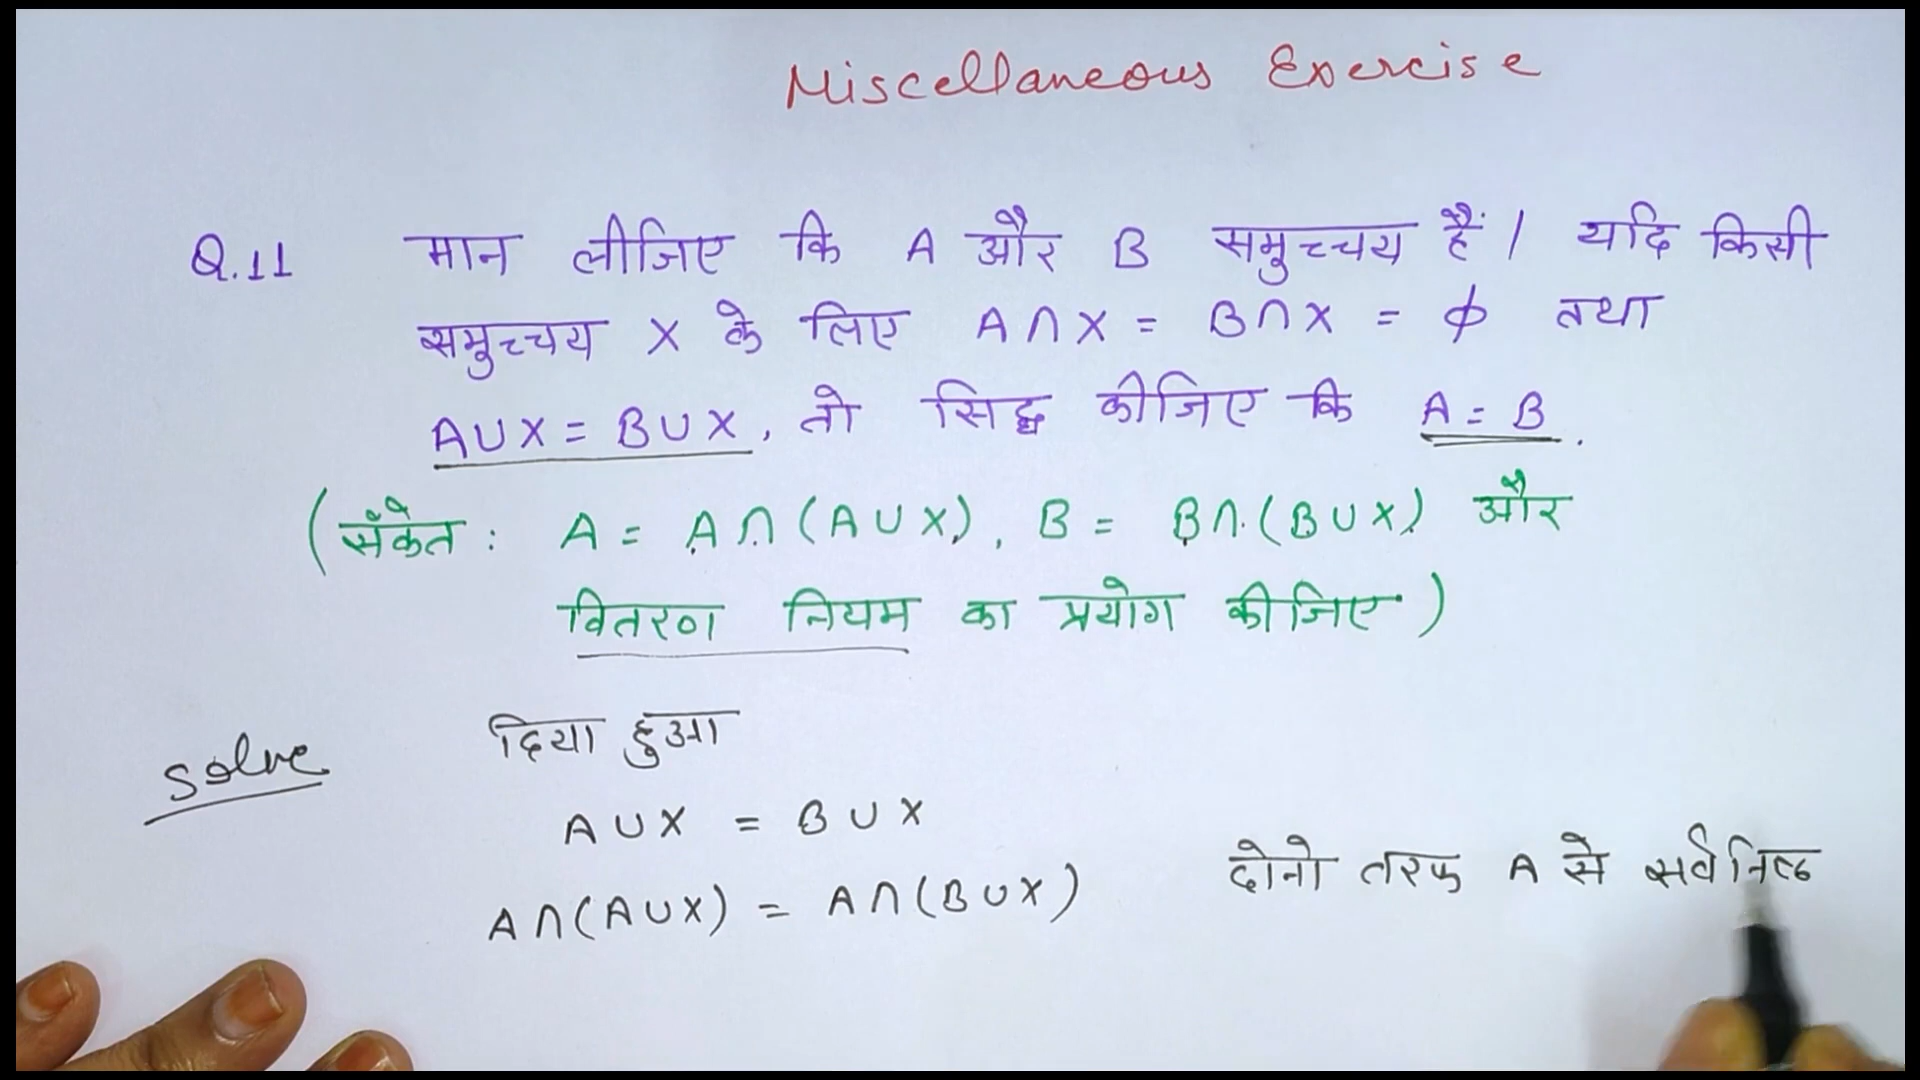 Miscellaneous Exercise
Q.11 मान लीजिए कि A और B समुच्चय हैं। यदि किसी
समुच्चय X के लिए A∩X = B∩X = ϕ तथा
A∪X = B∪X, तो सिद्ध कीजिए कि A = B.
(संकेत: A = A∩(A∪X), B = B∩(B∪X) और
वितरण नियम का प्रयोग कीजिए)
Solve दिया हुआ
A∪X = B∪X
A∩(A∪X) = A∩(B∪X) दोनो तरफ A से सर्वनिष्ठ